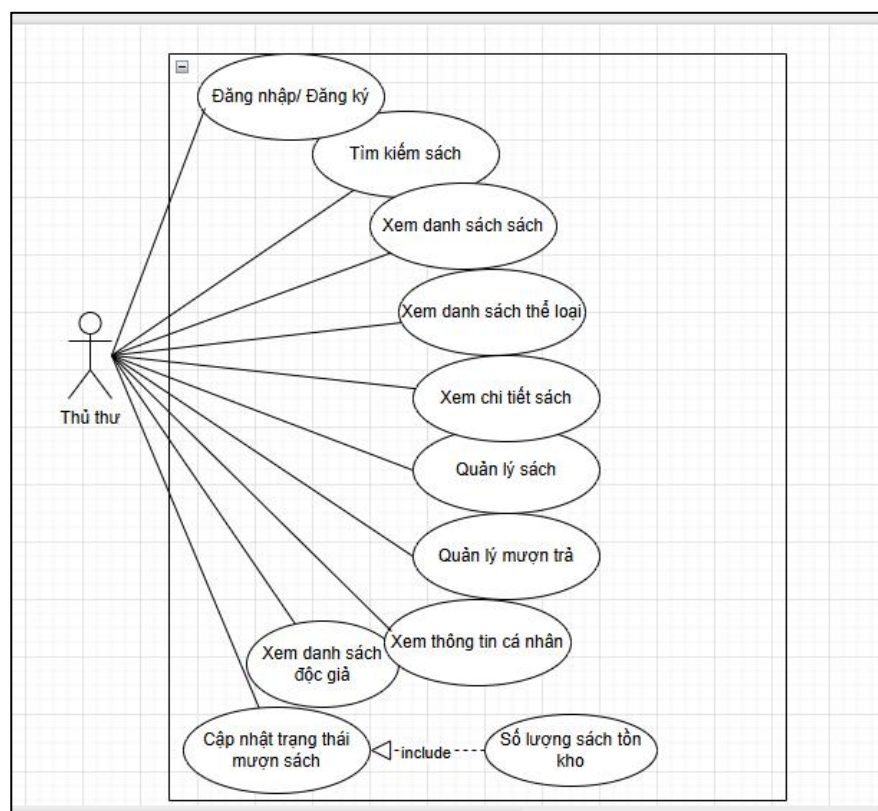 Đăng nhập/ Đăng ký
Tìm kiếm sách
Xem danh sách sách
Xem danh sách thể loại
Xem chi tiết sách
Thủ thư
Quản lý sách
Quản lý mượn trả
Xem thông tin cá nhân
Xem danh sách
độc giả
Cập nhật trạng thái
mượn sách
include
Số lượng sách tồn
kho